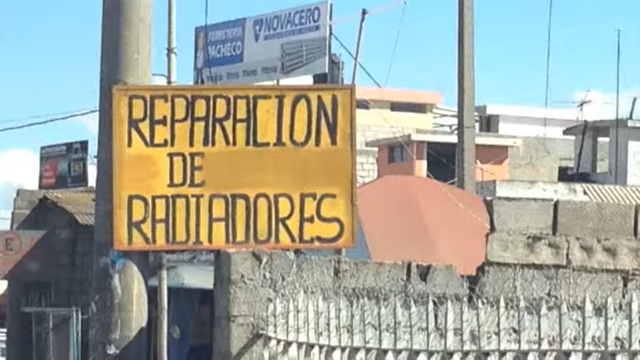 FERRETERIA
PACHECO
NOVACERO
REPARACION
DE
RADIADORES